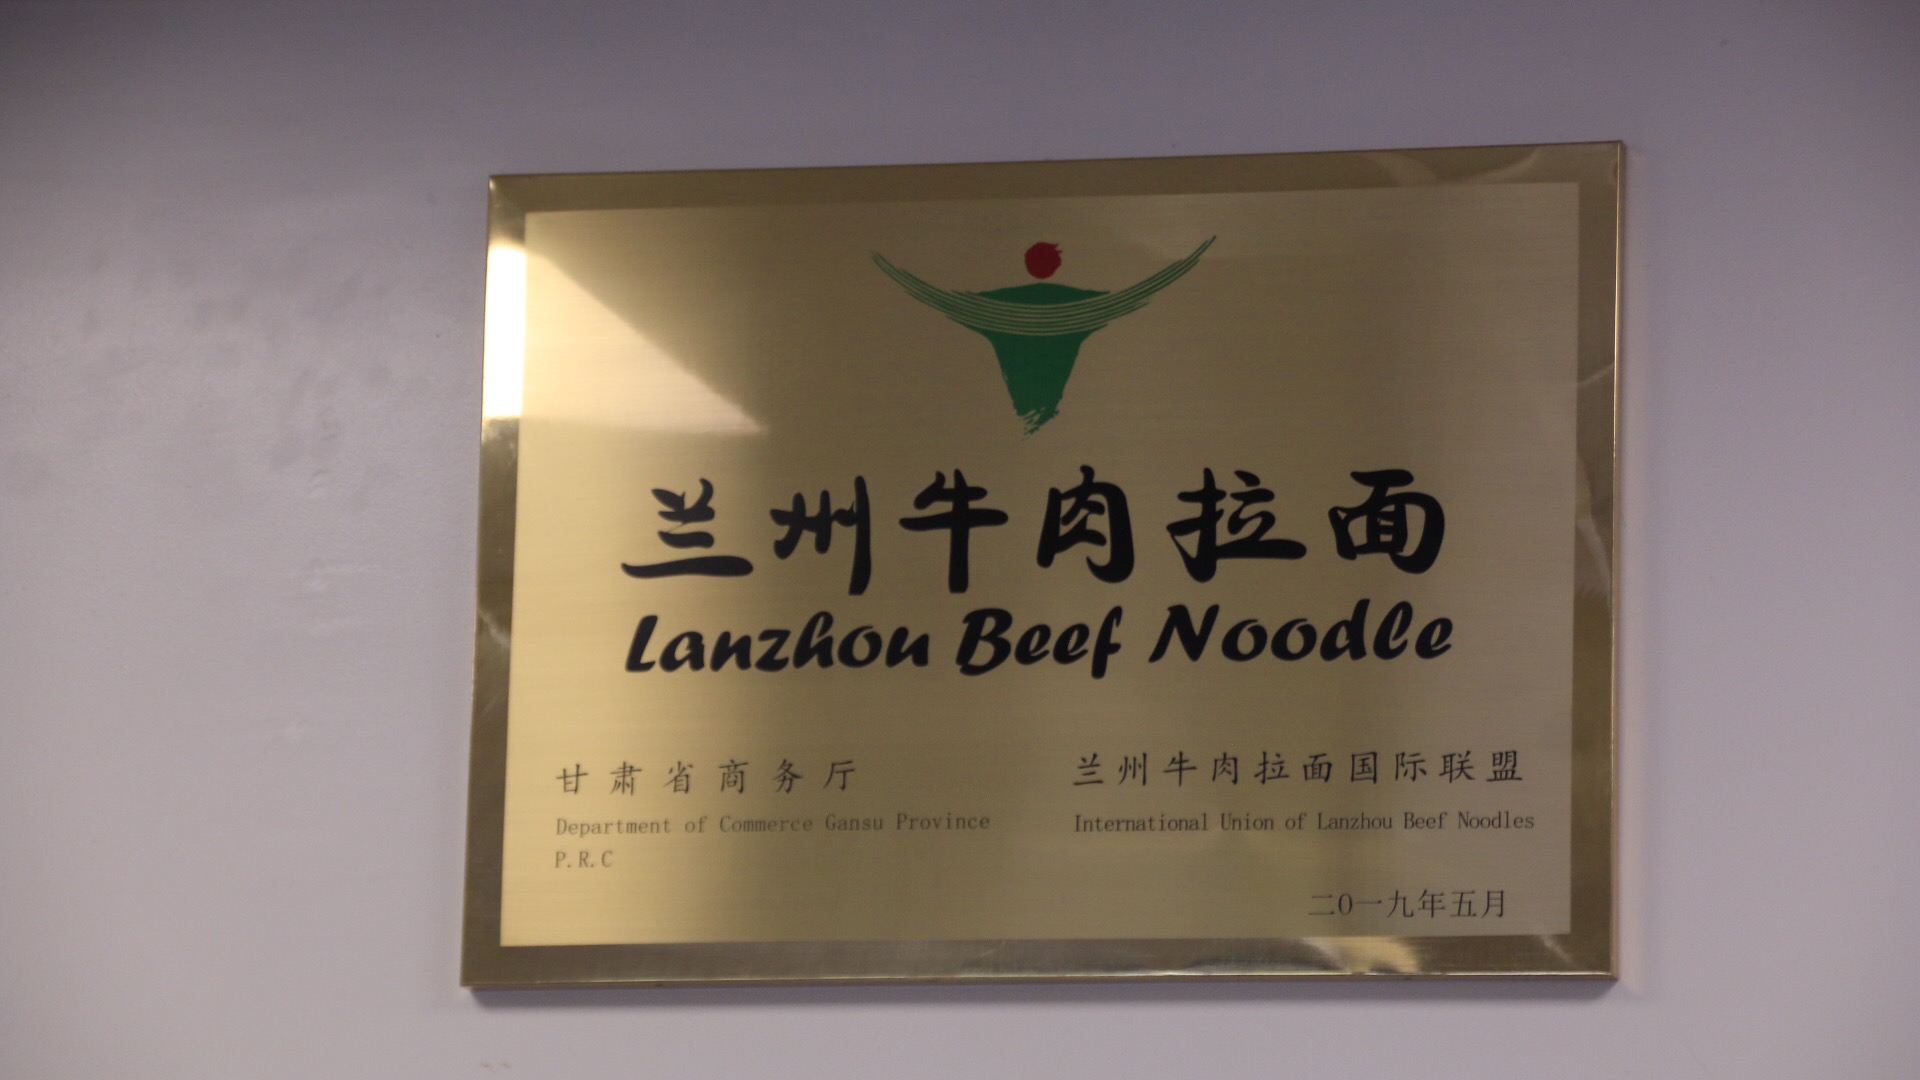 兰州牛肉拉面
Lanzhou Beef Noodle
甘肃省商务厅
Department of Commerce Gansu Province
P.R.C
兰州牛肉拉面国际联盟
International Union of Lanzhou Beef Noodles
二0一九年五月